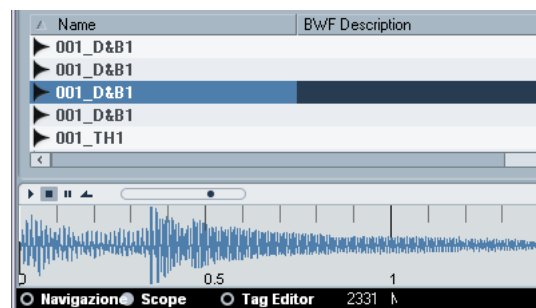 Name BWF Description
001_D&B1
001_D&B1
001_D&B1
001_D&B1
001_TH1
0 0.5 1
Navigazione Scope Tag Editor 2331